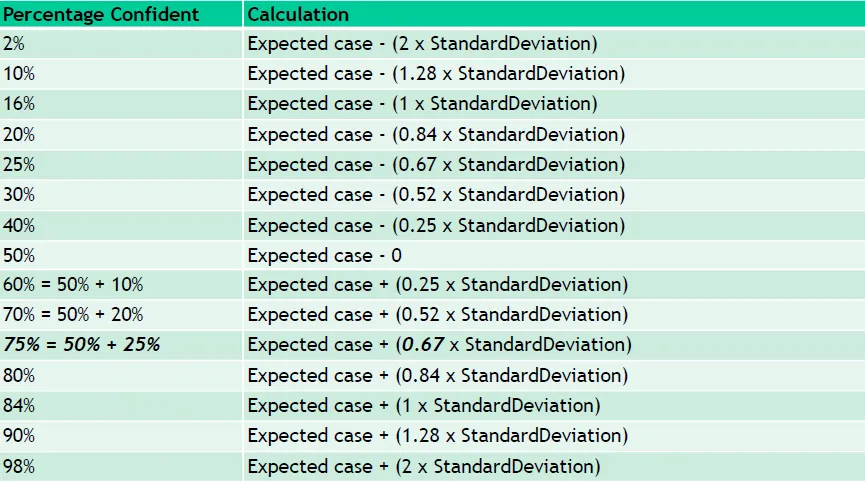 Percentage Confident Calculation
2% Expected case - (2 x StandardDeviation)
10% Expected case - (1.28 x StandardDeviation)
16% Expected case - (1 x StandardDeviation)
20% Expected case - (0.84 x StandardDeviation)
25% Expected case - (0.67 x StandardDeviation)
30% Expected case - (0.52 x StandardDeviation)
40% Expected case - (0.25 x StandardDeviation)
50% Expected case - 0
60% = 50% + 10% Expected case + (0.25 x StandardDeviation)
70% = 50% + 20% Expected case + (0.52 x StandardDeviation)
75% = 50% + 25% Expected case + (0.67 x StandardDeviation)
80% Expected case + (0.84 x StandardDeviation)
84% Expected case + (1 x StandardDeviation)
90% Expected case + (1.28 x StandardDeviation)
98% Expected case + (2 x StandardDeviation)